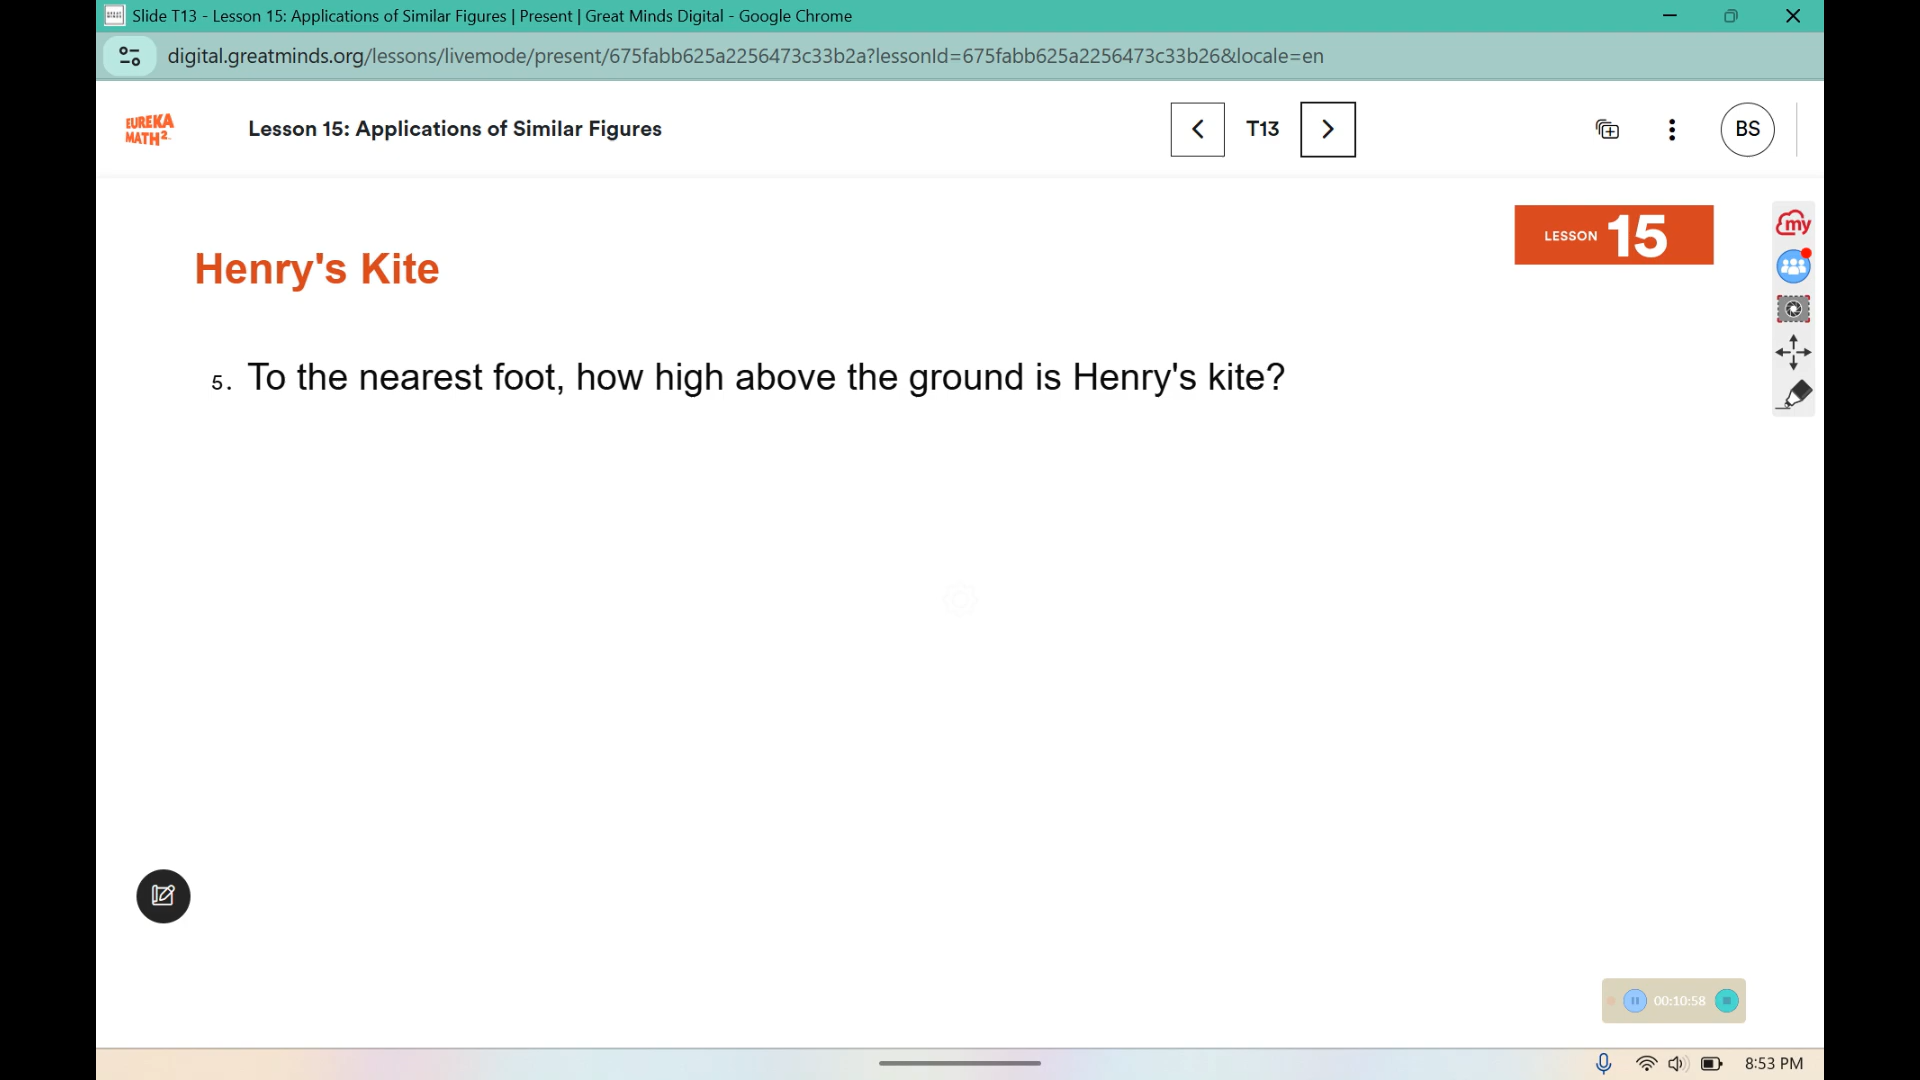 Slide T13 - Lesson 15: Applications of Similar Figures | Present | Great Minds Digital - Google Chrome
digital.greatminds.org/lessons/livemode/present/675fabb625a2256473c33b2a?lessonId=675fabb625a2256473c33b26&locale=en
EUREKA
MATH²
Lesson 15: Applications of Similar Figures
T13
BS
LESSON 15
my
Henry's Kite
5. To the nearest foot, how high above the ground is Henry's kite?
00:10:58
8:53 PM